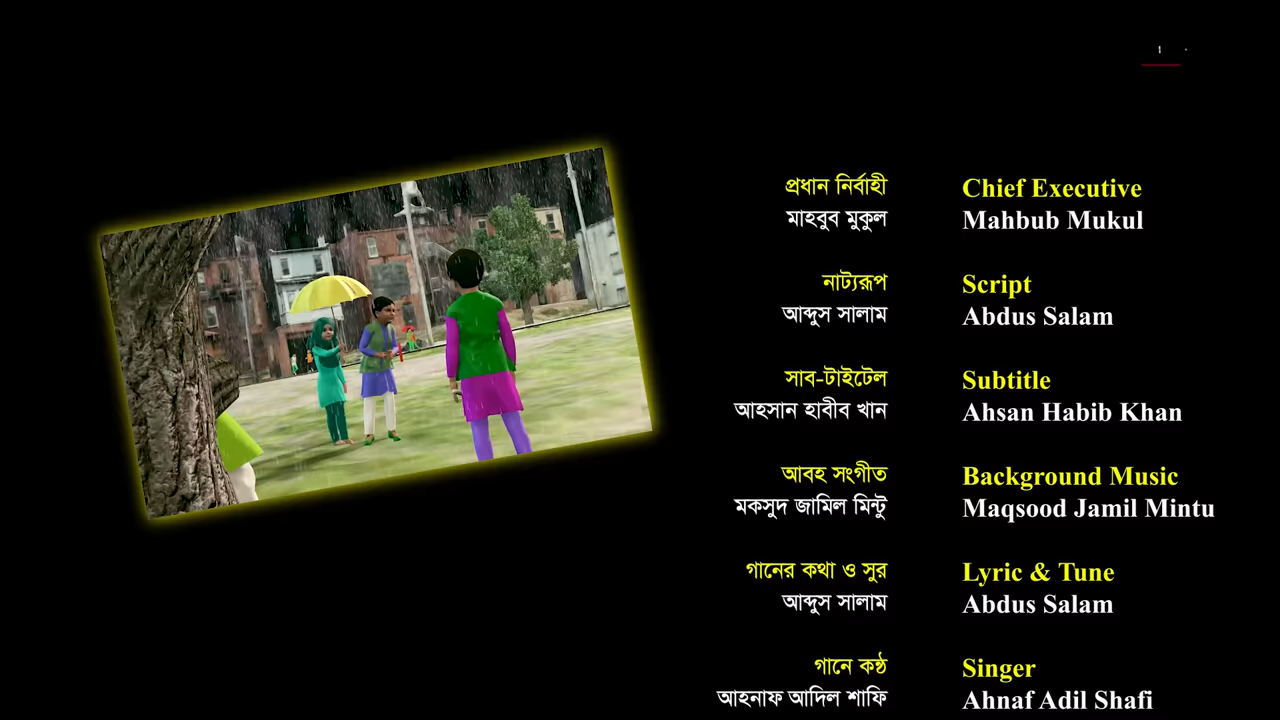 প্রধান নির্বাহী
মাহবুব মুকুল
Chief Executive
Mahbub Mukul
নাট্যরূপ
আব্দুস সালাম
Script
Abdus Salam
সাব-টাইটেল
আহসান হাবীব খান
Subtitle
Ahsan Habib Khan
আবহ সংগীত
মকসুদ জামিল মিন্টু
Background Music
Maqsood Jamil Mintu
গানের কথা ও সুর
আব্দুস সালাম
Lyric & Tune
Abdus Salam
গানে কন্ঠ
আহনাফ আদিল শাফি
Singer
Ahnaf Adil Shafi